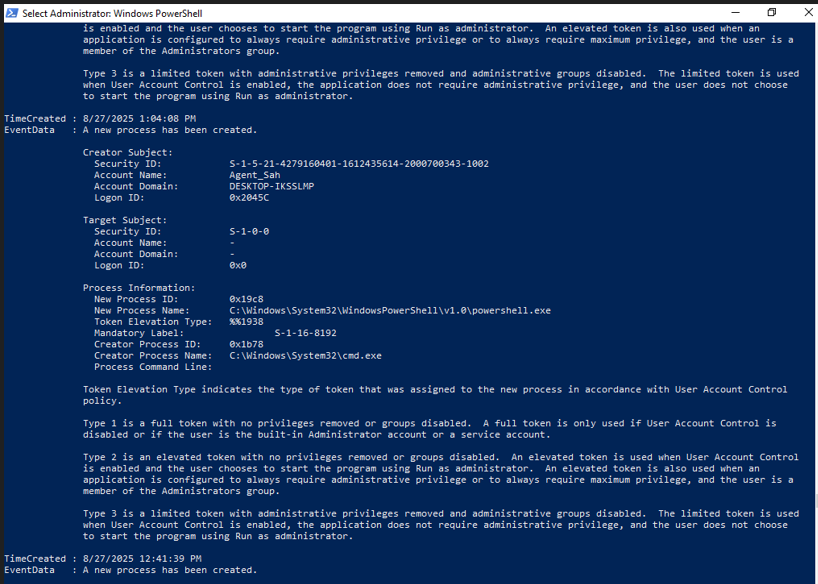 Select Administrator: Windows PowerShell
is enabled and the user chooses to start the program using Run as administrator.  An elevated token is also used when an
application is configured to always require administrative privilege or to always require maximum privilege, and the user is a
member of the Administrators group.
Type 3 is a limited token with administrative privileges removed and administrative groups disabled.  The limited token is used
when User Account Control is enabled, the application does not require administrative privilege, and the user does not choose
to start the program using Run as administrator.
TimeCreated : 8/27/2025 1:04:08 PM
EventData   : A new process has been created.
Creator Subject:
Security ID: S-1-5-21-4279160401-1612435614-2000700343-1002
Account Name: Agent_Sah
Account Domain: DESKTOP-IKSSLMP
Logon ID: 0x2045C
Target Subject:
Security ID: S-1-0-0
Account Name: -
Account Domain: -
Logon ID: 0x0
Process Information:
New Process ID: 0x19c8
New Process Name: C:\Windows\System32\WindowsPowerShell\v1.0\powershell.exe
Token Elevation Type: %%1938
Mandatory Label: S-1-16-8192
Creator Process ID: 0x1b78
Creator Process Name: C:\Windows\System32\cmd.exe
Process Command Line:
Token Elevation Type indicates the type of token that was assigned to the new process in accordance with User Account Control
policy.
Type 1 is a full token with no privileges removed or groups disabled.  A full token is only used if User Account Control is
disabled or if the user is the built-in Administrator account or a service account.
Type 2 is an elevated token with no privileges removed or groups disabled.  An elevated token is used when User Account Control
is enabled and the user chooses to start the program using Run as administrator.  An elevated token is also used when an
application is configured to always require administrative privilege or to always require maximum privilege, and the user is a
member of the Administrators group.
Type 3 is a limited token with administrative privileges removed and administrative groups disabled.  The limited token is used
when User Account Control is enabled, the application does not require administrative privilege, and the user does not choose
to start the program using Run as administrator.
TimeCreated : 8/27/2025 12:41:39 PM
EventData   : A new process has been created.